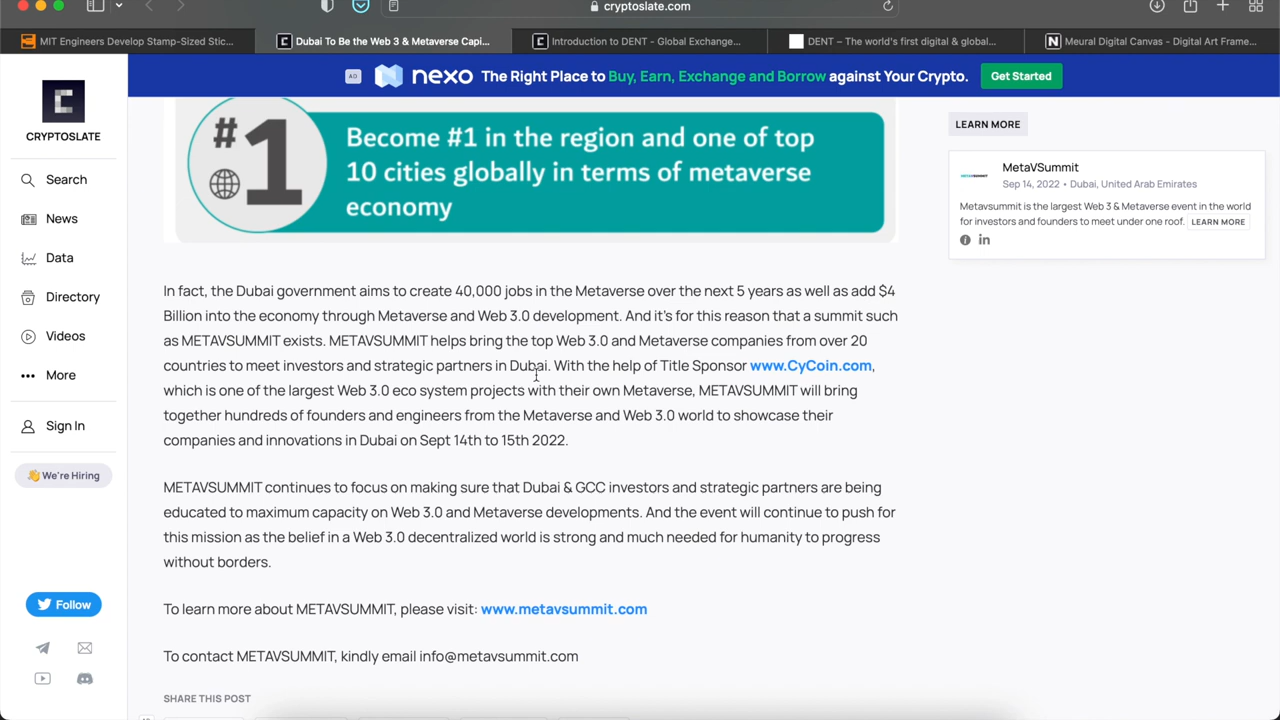 cryptoslate.com
MIT Engineers Develop Stamp-Sized Stic...
Dubai To Be the Web 3 & Metaverse Capi...
Introduction to DENT - Global Exchange...
DENT – The world's first digital & global...
Meural Digital Canvas - Digital Art Frame...
AD
nexo
The Right Place to Buy, Earn, Exchange and Borrow against Your Crypto.
Get Started
CRYPTOSLATE
Search
News
Data
Directory
Videos
More
Sign In
We're Hiring
Follow
#1
Become #1 in the region and one of top
10 cities globally in terms of metaverse
economy
In fact, the Dubai government aims to create 40,000 jobs in the Metaverse over the next 5 years as well as add $4
Billion into the economy through Metaverse and Web 3.0 development. And it's for this reason that a summit such
as METAVSUMMIT exists. METAVSUMMIT helps bring the top Web 3.0 and Metaverse companies from over 20
countries to meet investors and strategic partners in Dubai. With the help of Title Sponsor www.CyCoin.com,
which is one of the largest Web 3.0 eco system projects with their own Metaverse, METAVSUMMIT will bring
together hundreds of founders and engineers from the Metaverse and Web 3.0 world to showcase their
companies and innovations in Dubai on Sept 14th to 15th 2022.
METAVSUMMIT continues to focus on making sure that Dubai & GCC investors and strategic partners are being
educated to maximum capacity on Web 3.0 and Metaverse developments. And the event will continue to push for
this mission as the belief in a Web 3.0 decentralized world is strong and much needed for humanity to progress
without borders.
To learn more about METAVSUMMIT, please visit: www.metavsummit.com
To contact METAVSUMMIT, kindly email info@metavsummit.com
SHARE THIS POST
LEARN MORE
METAVSUMMIT
MetaVSummit
Sep 14, 2022 • Dubai, United Arab Emirates
Metavsummit is the largest Web 3 & Metaverse event in the world
for investors and founders to meet under one roof. LEARN MORE